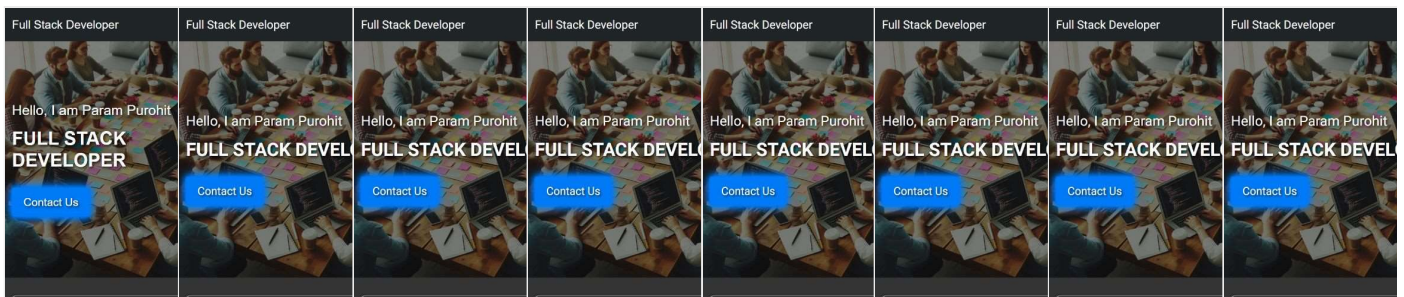 Full Stack Developer
Hello, I am Param Purohit
FULL STACK
DEVELOPER
Contact Us
Full Stack Developer
Hello, I am Param Purohit
FULL STACK DEVEL
Contact Us
Full Stack Developer
Hello, I am Param Purohit
FULL STACK DEVEL
Contact Us
Full Stack Developer
Hello, I am Param Purohit
FULL STACK DEVEL
Contact Us
Full Stack Developer
Hello, I am Param Purohit
FULL STACK DEVEL
Contact Us
Full Stack Developer
Hello, I am Param Purohit
FULL STACK DEVEL
Contact Us
Full Stack Developer
Hello, I am Param Purohit
FULL STACK DEVEL
Contact Us
Full Stack Developer
Hello, I am Param Purohit
FULL STACK DEVEL
Contact Us